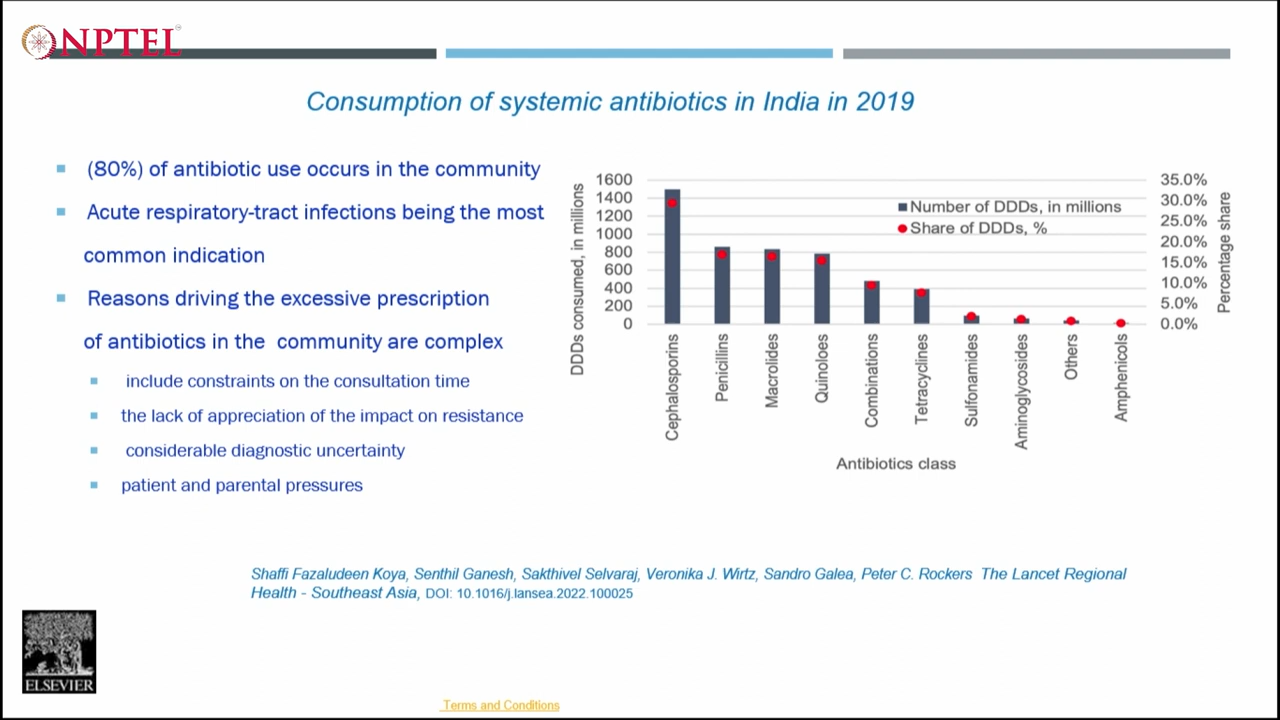 NPTEL
Consumption of systemic antibiotics in India in 2019
(80%) of antibiotic use occurs in the community
Acute respiratory-tract infections being the most
common indication
Reasons driving the excessive prescription
of antibiotics in the community are complex
include constraints on the consultation time
the lack of appreciation of the impact on resistance
considerable diagnostic uncertainty
patient and parental pressures
DDDs consumed, in millions
1600
1400
1200
1000
800
600
400
200
0
Number of DDDs, in millions
Share of DDDs, %
35.0%
30.0%
25.0%
20.0%
15.0%
10.0%
5.0%
0.0%
Percentage share
Cephalosporins
Penicillins
Macrolides
Quinoloes
Combinations
Tetracyclines
Sulfonamides
Aminoglycosides
Others
Amphenicols
Antibiotics class
Shaffi Fazaludeen Koya, Senthil Ganesh, Sakthivel Selvaraj, Veronika J. Wirtz, Sandro Galea, Peter C. Rockers The Lancet Regional
Health - Southeast Asia, DOI: 10.1016/j.lansea.2022.100025
ELSEVIER
Terms and Conditions